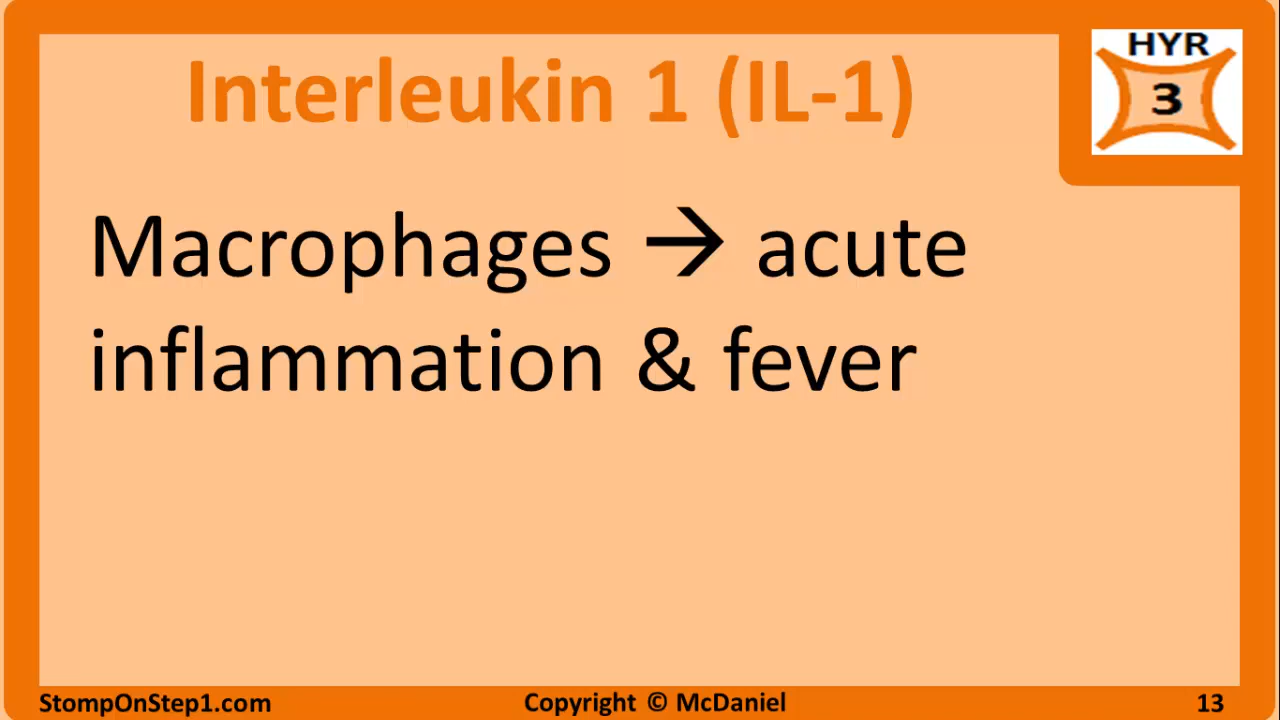 HYR
3
Interleukin 1 (IL-1)
Macrophages → acute
inflammation & fever
StompOnStep1.com
Copyright © McDaniel
13